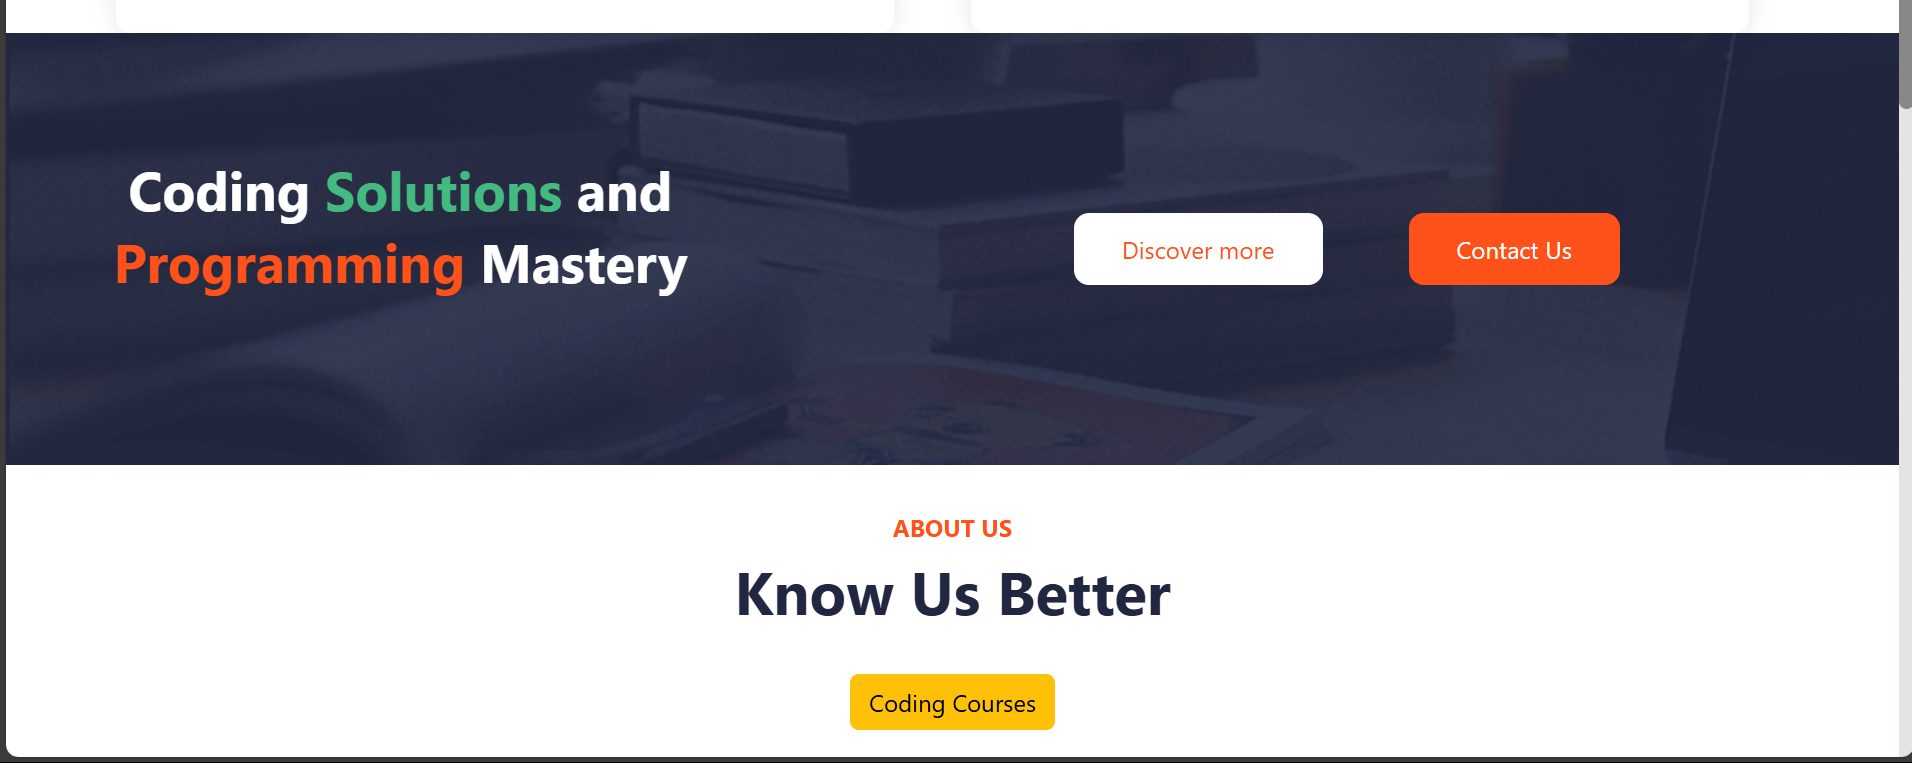 Coding Solutions and
Programming Mastery
Discover more
Contact Us
ABOUT US
Know Us Better
Coding Courses